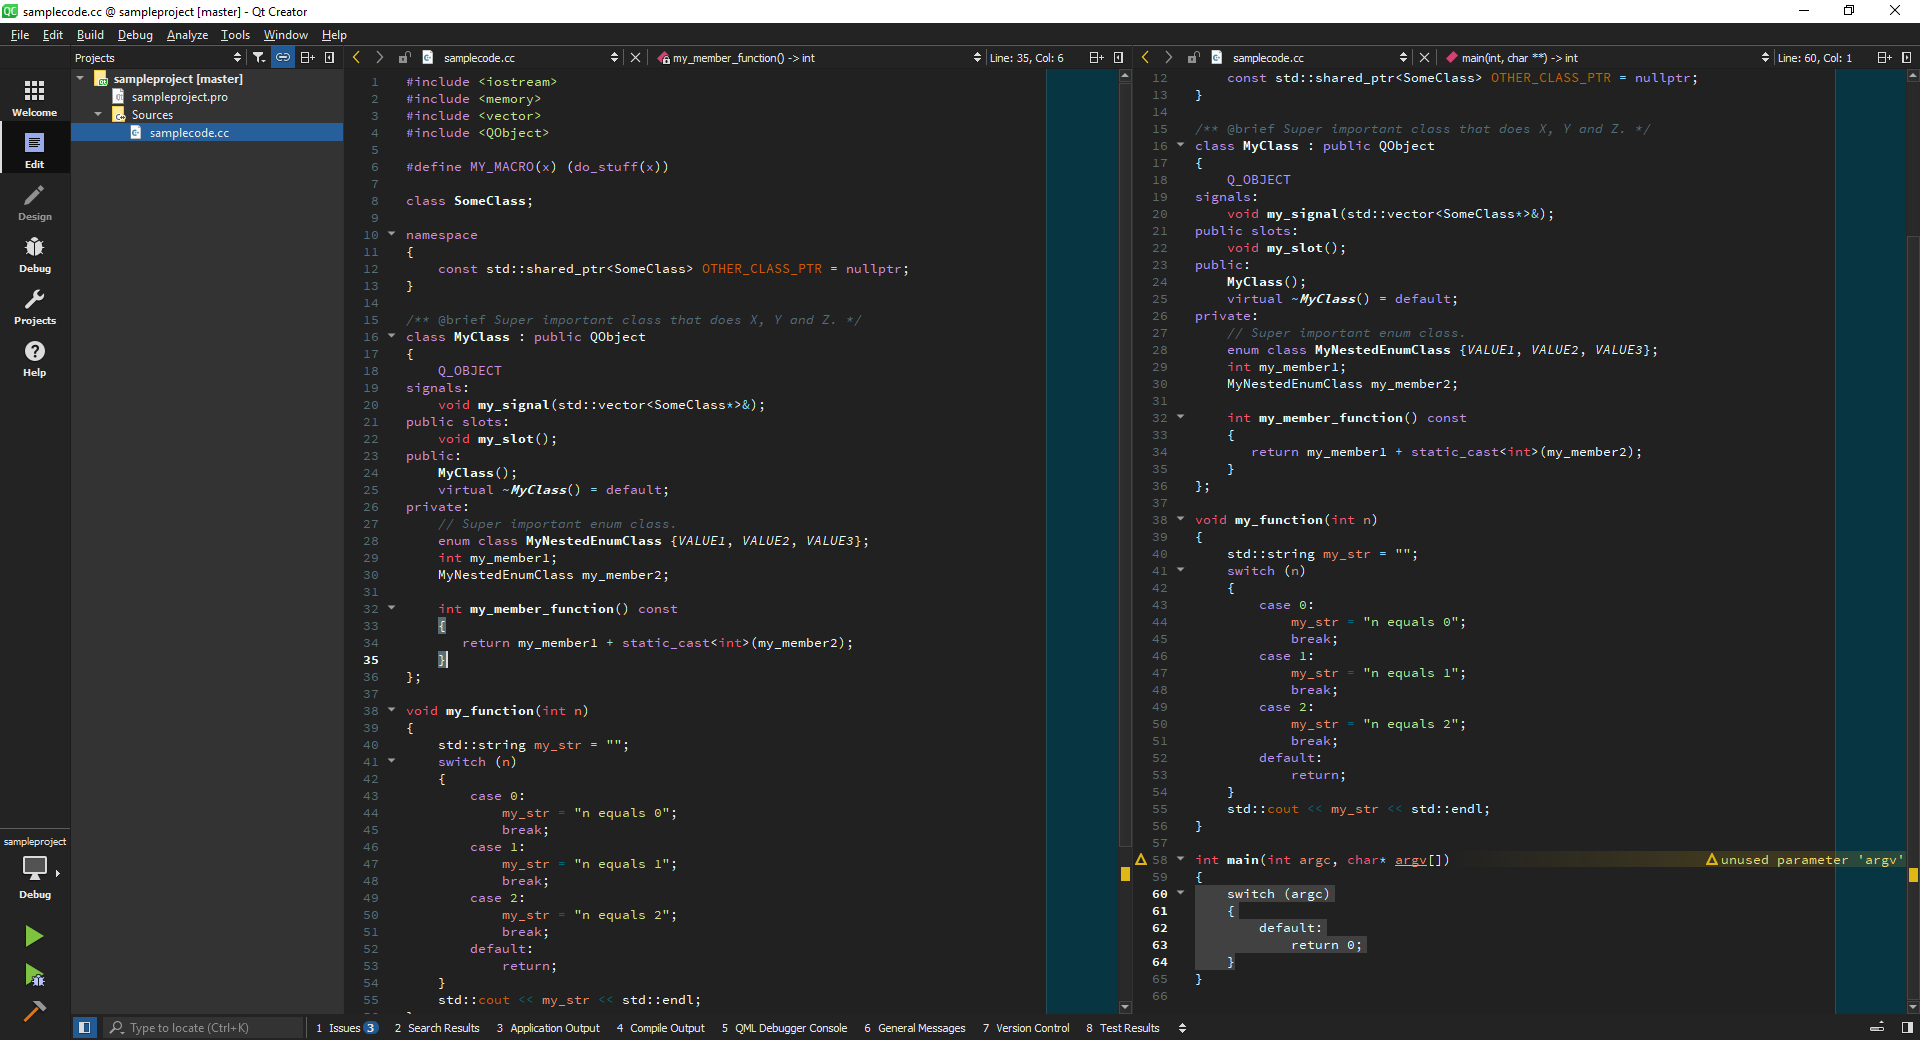 samplecode.cc @ sampleproject [master] - Qt Creator
File Edit Build Debug Analyze Tools Window Help
Projects
samplecode.cc
my_member_function() -> int
Line: 35, Col: 6
samplecode.cc
main(int, char **) -> int
Line: 60, Col: 1
Welcome
Edit
Design
Debug
Projects
Help
sampleproject
Debug
sampleproject [master]
sampleproject.pro
Sources
samplecode.cc
1 #include <iostream>
2 #include <memory>
3 #include <vector>
4 #include <QObject>
5
6 #define MY_MACRO(x) (do_stuff(x))
7
8 class SomeClass;
9
10 namespace
11 {
12     const std::shared_ptr<SomeClass> OTHER_CLASS_PTR = nullptr;
13 }
14
15 /** @brief Super important class that does X, Y and Z. */
16 class MyClass : public QObject
17 {
18     Q_OBJECT
19 signals:
20     void my_signal(std::vector<SomeClass*>&);
21 public slots:
22     void my_slot();
23 public:
24     MyClass();
25     virtual ~MyClass() = default;
26 private:
27     // Super important enum class.
28     enum class MyNestedEnumClass {VALUE1, VALUE2, VALUE3};
29     int my_member1;
30     MyNestedEnumClass my_member2;
31
32     int my_member_function() const
33     {
34        return my_member1 + static_cast<int>(my_member2);
35     }
36 };
37
38 void my_function(int n)
39 {
40     std::string my_str = "";
41     switch (n)
42     {
43         case 0:
44             my_str = "n equals 0";
45             break;
46         case 1:
47             my_str = "n equals 1";
48             break;
49         case 2:
50             my_str = "n equals 2";
51             break;
52         default:
53             return;
54     }
55     std::cout << my_str << std::endl;
12     const std::shared_ptr<SomeClass> OTHER_CLASS_PTR = nullptr;
13 }
14
15 /** @brief Super important class that does X, Y and Z. */
16 class MyClass : public QObject
17 {
18     Q_OBJECT
19 signals:
20     void my_signal(std::vector<SomeClass*>&);
21 public slots:
22     void my_slot();
23 public:
24     MyClass();
25     virtual ~MyClass() = default;
26 private:
27     // Super important enum class.
28     enum class MyNestedEnumClass {VALUE1, VALUE2, VALUE3};
29     int my_member1;
30     MyNestedEnumClass my_member2;
31
32     int my_member_function() const
33     {
34        return my_member1 + static_cast<int>(my_member2);
35     }
36 };
37
38 void my_function(int n)
39 {
40     std::string my_str = "";
41     switch (n)
42     {
43         case 0:
44             my_str = "n equals 0";
45             break;
46         case 1:
47             my_str = "n equals 1";
48             break;
49         case 2:
50             my_str = "n equals 2";
51             break;
52         default:
53             return;
54     }
55     std::cout << my_str << std::endl;
56 }
57
58 int main(int argc, char* argv[]) unused parameter 'argv'
59 {
60     switch (argc)
61     {
62         default:
63             return 0;
64     }
65 }
66
Type to locate (Ctrl+K)
1 Issues 3
2 Search Results
3 Application Output
4 Compile Output
5 QML Debugger Console
6 General Messages
7 Version Control
8 Test Results